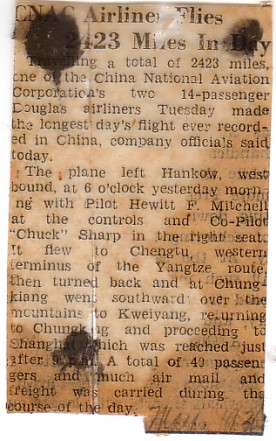 CNAC Airliner Flies
2423 Miles In Day
Travelling a total of 2423 miles,
one of the China National Aviation
Corporation's two 14-passenger
Douglas airliners Tuesday made
the longest day's flight ever record-
ed in China, company officials said
today.
The plane left Hankow, west
bound, at 6 o'clock yesterday morn-
ing with Pilot Hewitt F. Mitchell
at the controls and Co-Pilot
"Chuck" Sharp in the right seat.
It flew to Chengtu, western
terminus of the Yangtze route,
then turned back and at Chung-
kiang went southward over the
mountains to Kweiyang, returning
to Chungking and proceeding to
Shanghai which was reached just
after 9 p.m. A total of 49 passen-
gers and much air mail and
freight was carried during the
course of the day.